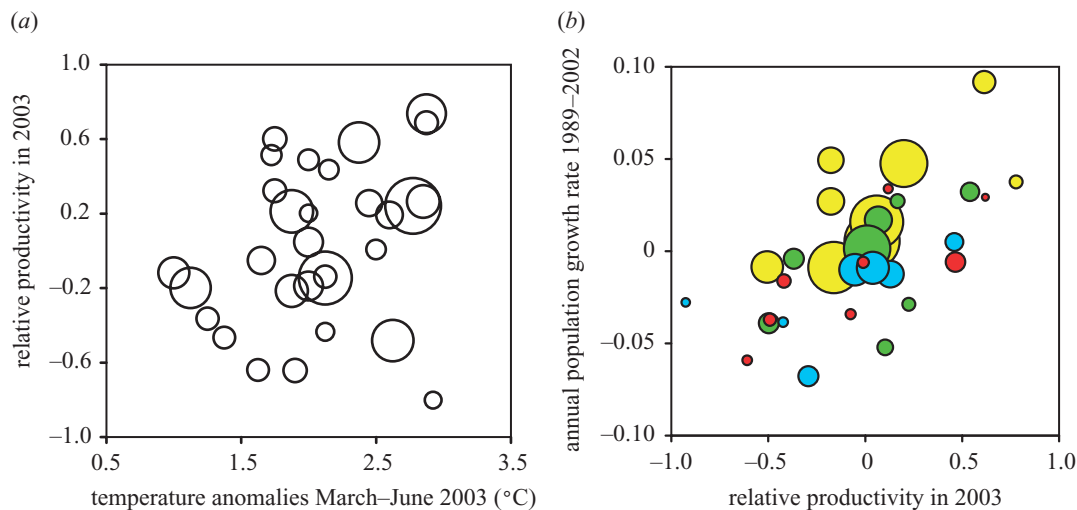 (a)
relative productivity in 2003
1.0
0.6
0.2
−0.2
−0.6
−1.0
0.5 1.5 2.5 3.5
temperature anomalies March–June 2003 (°C)
(b)
annual population growth rate 1989–2002
0.10
0.05
0
−0.05
−0.10
−1.0 −0.5 0 0.5 1.0
relative productivity in 2003